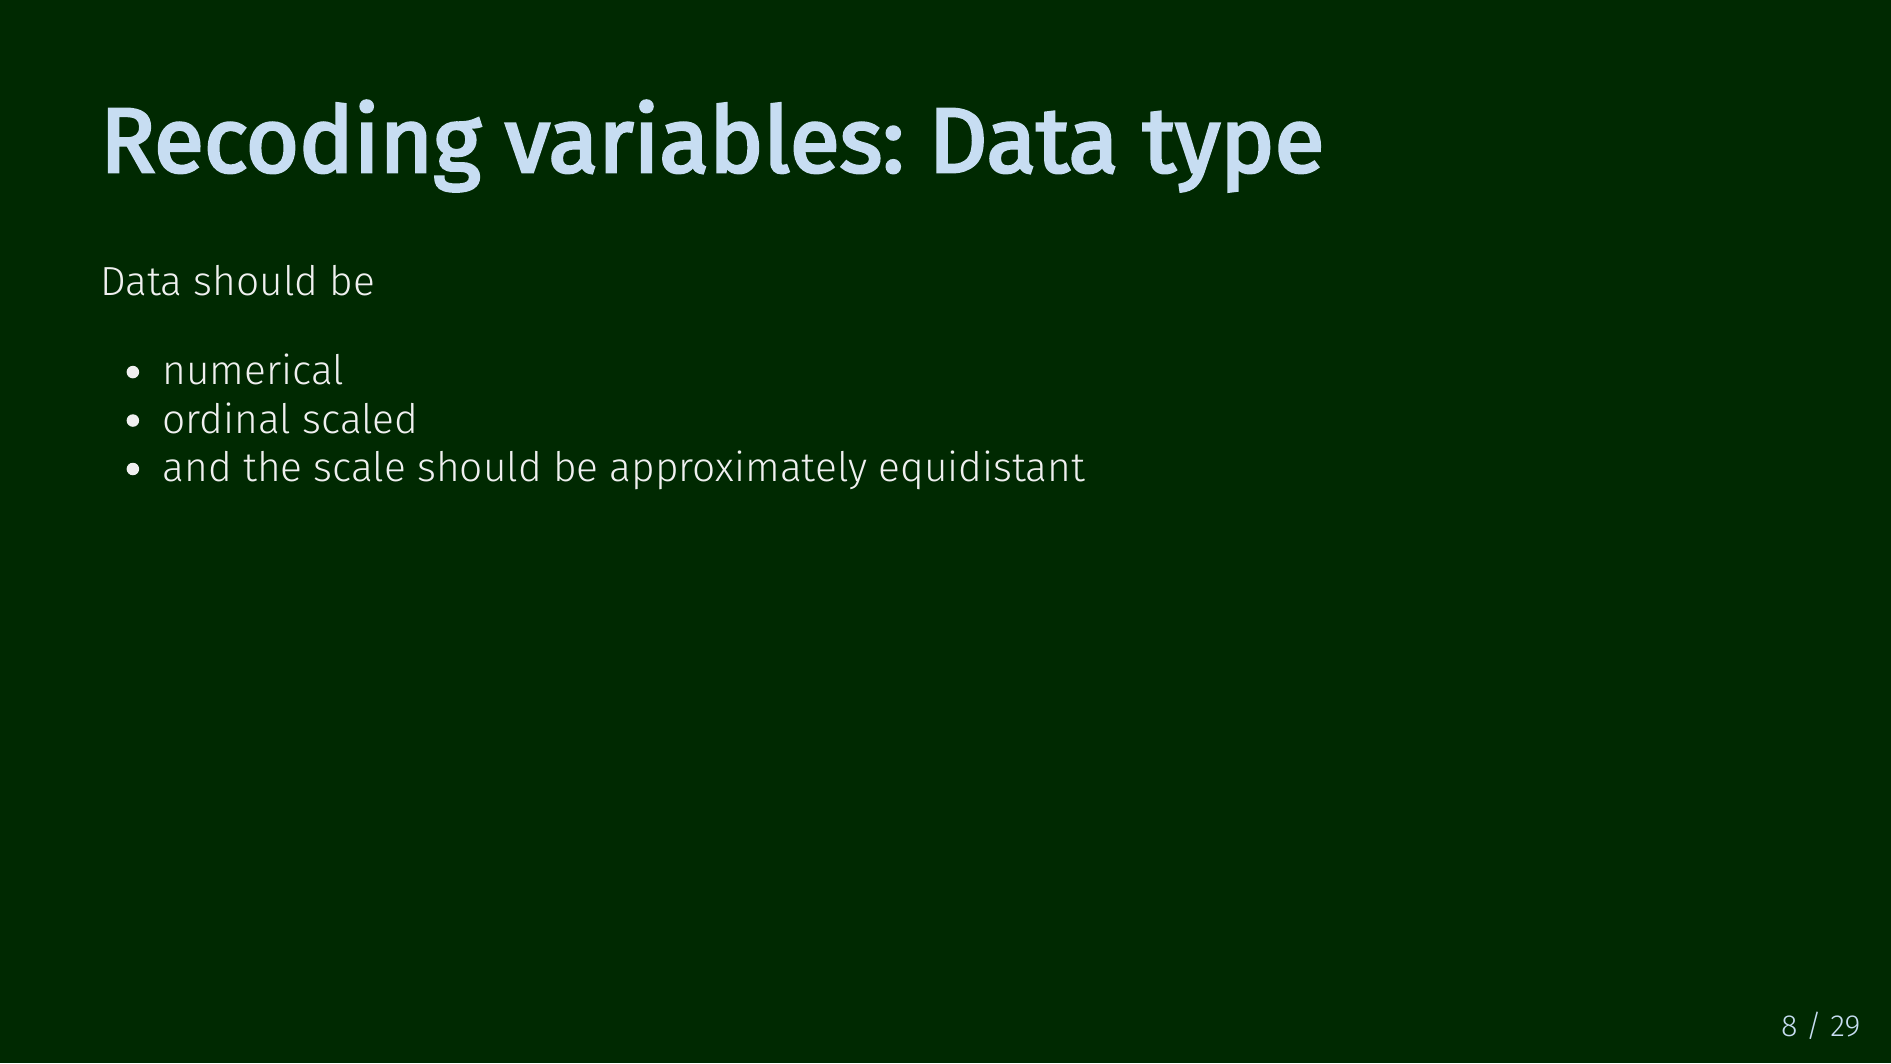 Recoding variables: Data type
Data should be
• numerical
• ordinal scaled
• and the scale should be approximately equidistant
8 / 29